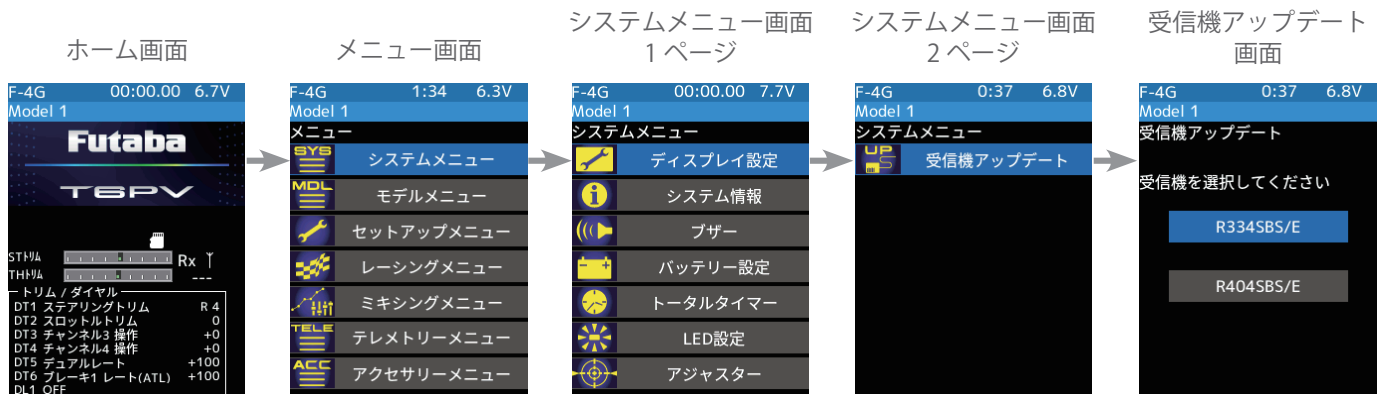 ホーム画面
メニュー画面
システムメニュー画面
1 ページ
システムメニュー画面
2 ページ
受信機アップデート
画面
F-4G 00:00.00 6.7V
Model 1
Futaba
T6PV
STトリム Rx
THトリム ---
トリム / ダイヤル
DT1 ステアリングトリム R 4
DT2 スロットルトリム 0
DT3 チャンネル3 操作 +0
DT4 チャンネル4 操作 +0
DT5 デュアルレート +100
DT6 ブレーキ1 レート(ATL) +100
DL1 OFF
F-4G 1:34 6.3V
Model 1
メニュー
SYS システムメニュー
MDL モデルメニュー
セットアップメニュー
レーシングメニュー
ミキシングメニュー
TELE テレメトリーメニュー
ACC アクセサリーメニュー
F-4G 00:00.00 7.7V
Model 1
システムメニュー
ディスプレイ設定
システム情報
ブザー
バッテリー設定
トータルタイマー
LED設定
アジャスター
F-4G 0:37 6.8V
Model 1
システムメニュー
UP 受信機アップデート
F-4G 0:37 6.8V
Model 1
受信機アップデート
受信機を選択してください
R334SBS/E
R404SBS/E